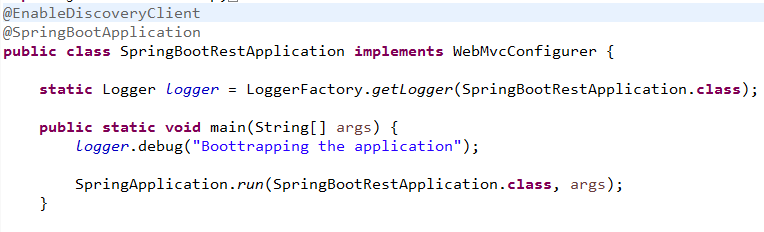 @EnableDiscoveryClient
@SpringBootApplication
public class SpringBootRestApplication implements WebMvcConfigurer {
static Logger logger = LoggerFactory.getLogger(SpringBootRestApplication.class);
public static void main(String[] args) {
logger.debug("Boottrapping the application");
SpringApplication.run(SpringBootRestApplication.class, args);
}